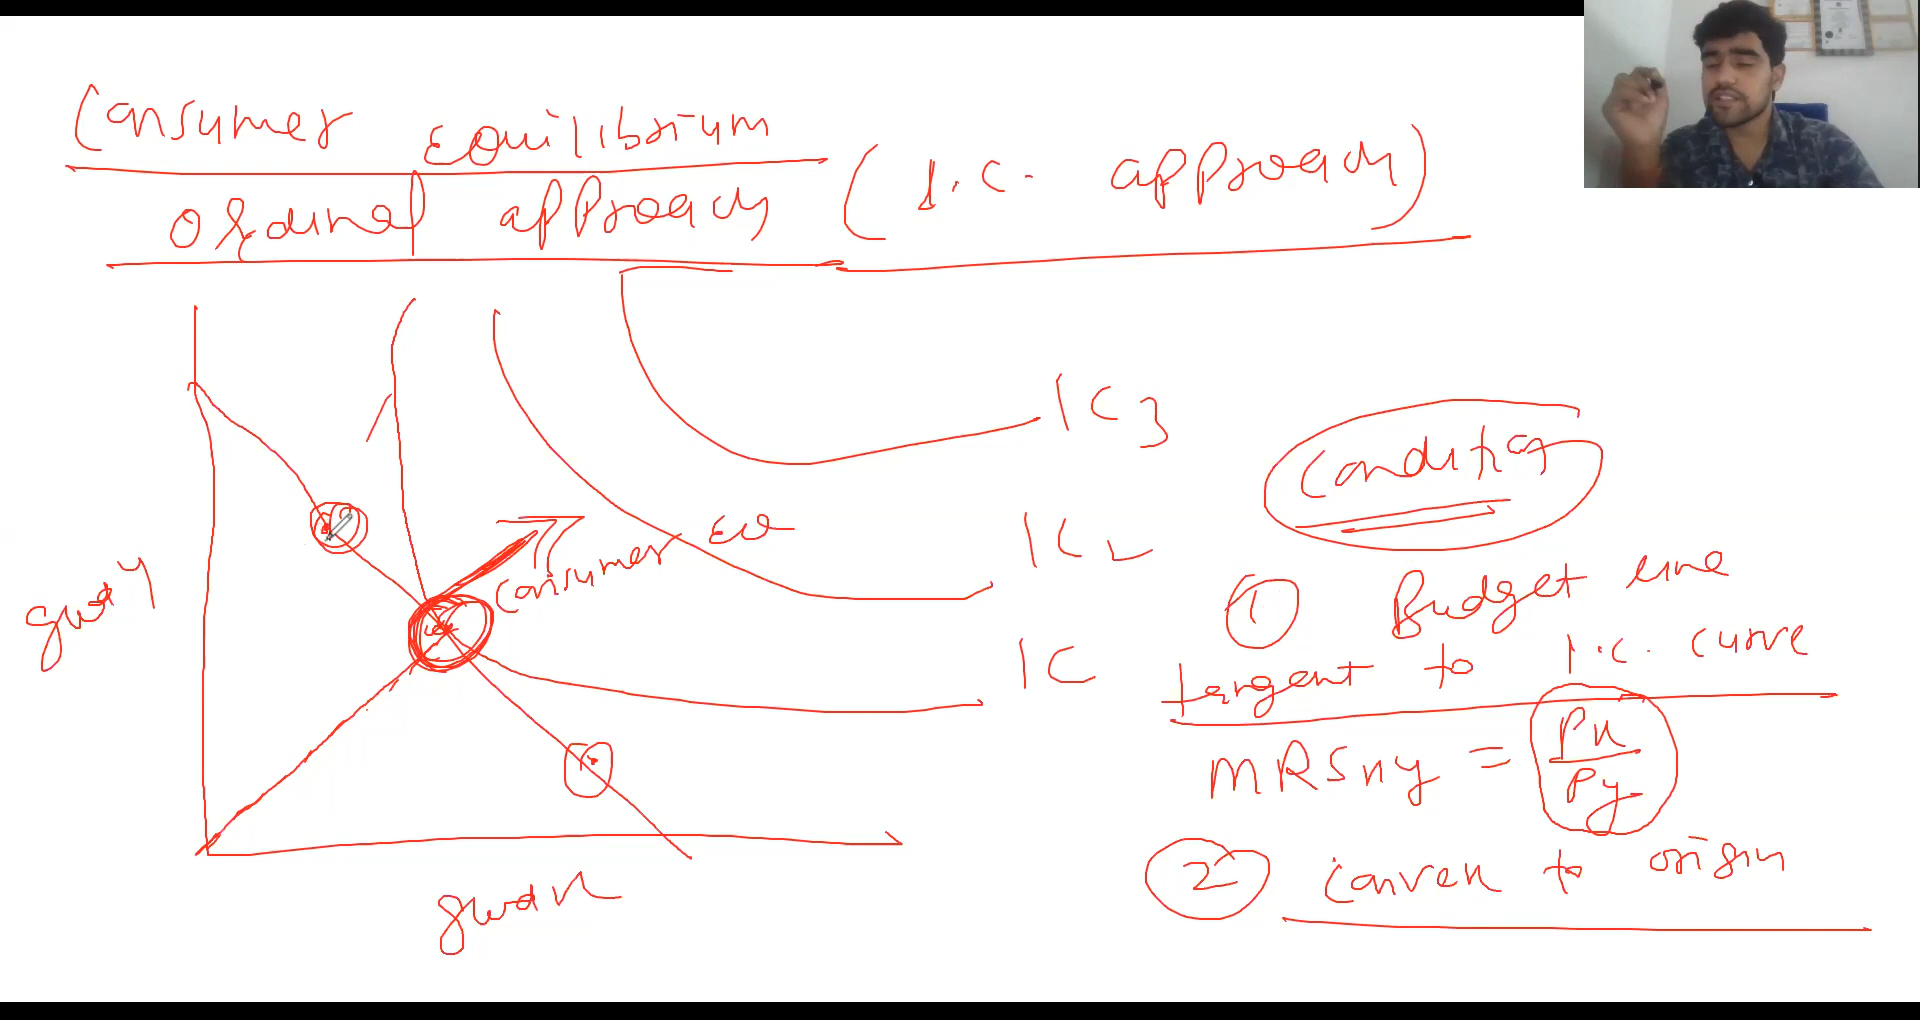 Consumer equilibrium
Ordinal approach (I.C. approach)
IC3
Condition
IC2
Consumer Eq
Good Y
① Budget line
tangent to I.C. curve
IC
MRSxy = Px/Py
② Convex to origin
Good x